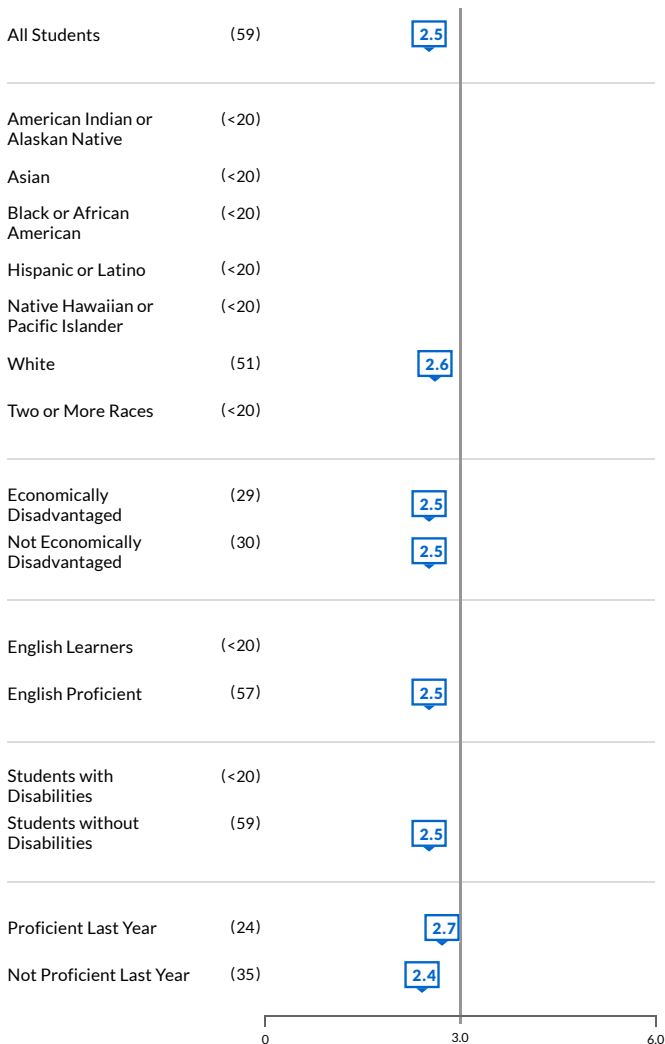 All Students (59) 2.5
American Indian or
Alaskan Native (<20)
Asian (<20)
Black or African
American (<20)
Hispanic or Latino (<20)
Native Hawaiian or
Pacific Islander (<20)
White (51) 2.6
Two or More Races (<20)
Economically
Disadvantaged (29) 2.5
Not Economically
Disadvantaged (30) 2.5
English Learners (<20)
English Proficient (57) 2.5
Students with
Disabilities (<20)
Students without
Disabilities (59) 2.5
Proficient Last Year (24) 2.7
Not Proficient Last Year (35) 2.4
0 3.0 6.0